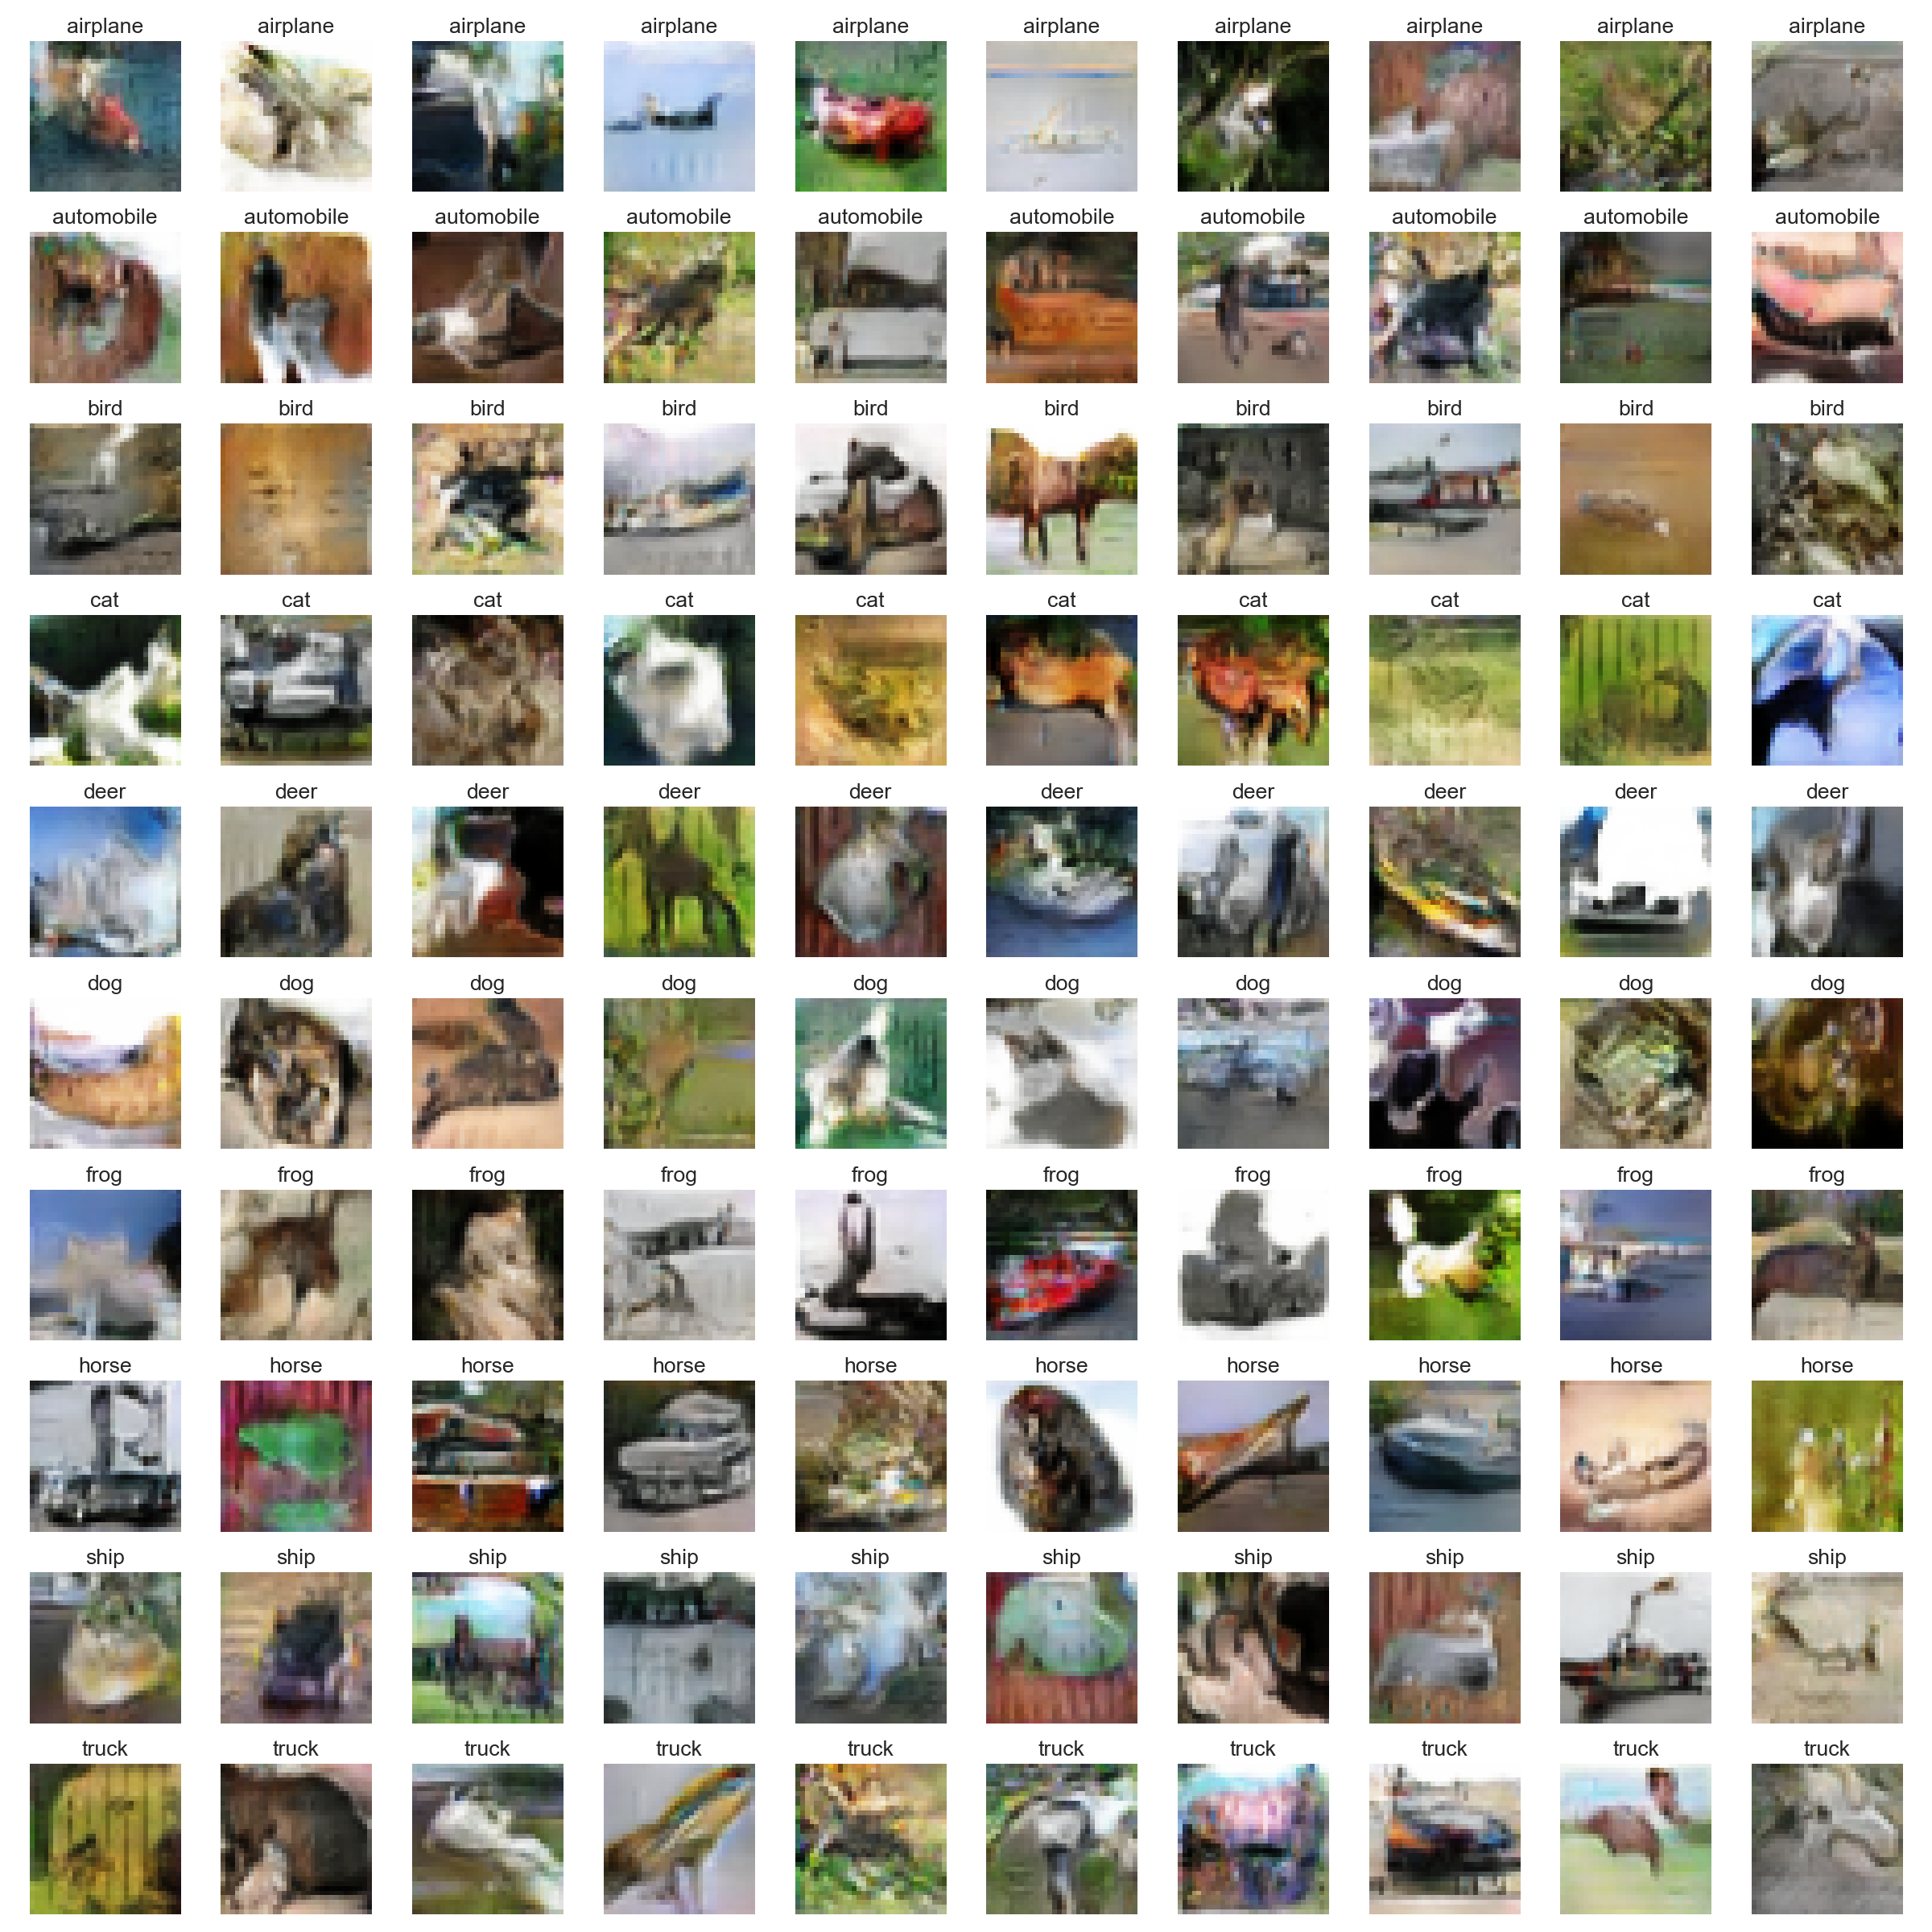 airplane airplane airplane airplane airplane airplane airplane airplane airplane airplane
automobile automobile automobile automobile automobile automobile automobile automobile automobile automobile
bird bird bird bird bird bird bird bird bird bird
cat cat cat cat cat cat cat cat cat cat
deer deer deer deer deer deer deer deer deer deer
dog dog dog dog dog dog dog dog dog dog
frog frog frog frog frog frog frog frog frog frog
horse horse horse horse horse horse horse horse horse horse
ship ship ship ship ship ship ship ship ship ship
truck truck truck truck truck truck truck truck truck truck